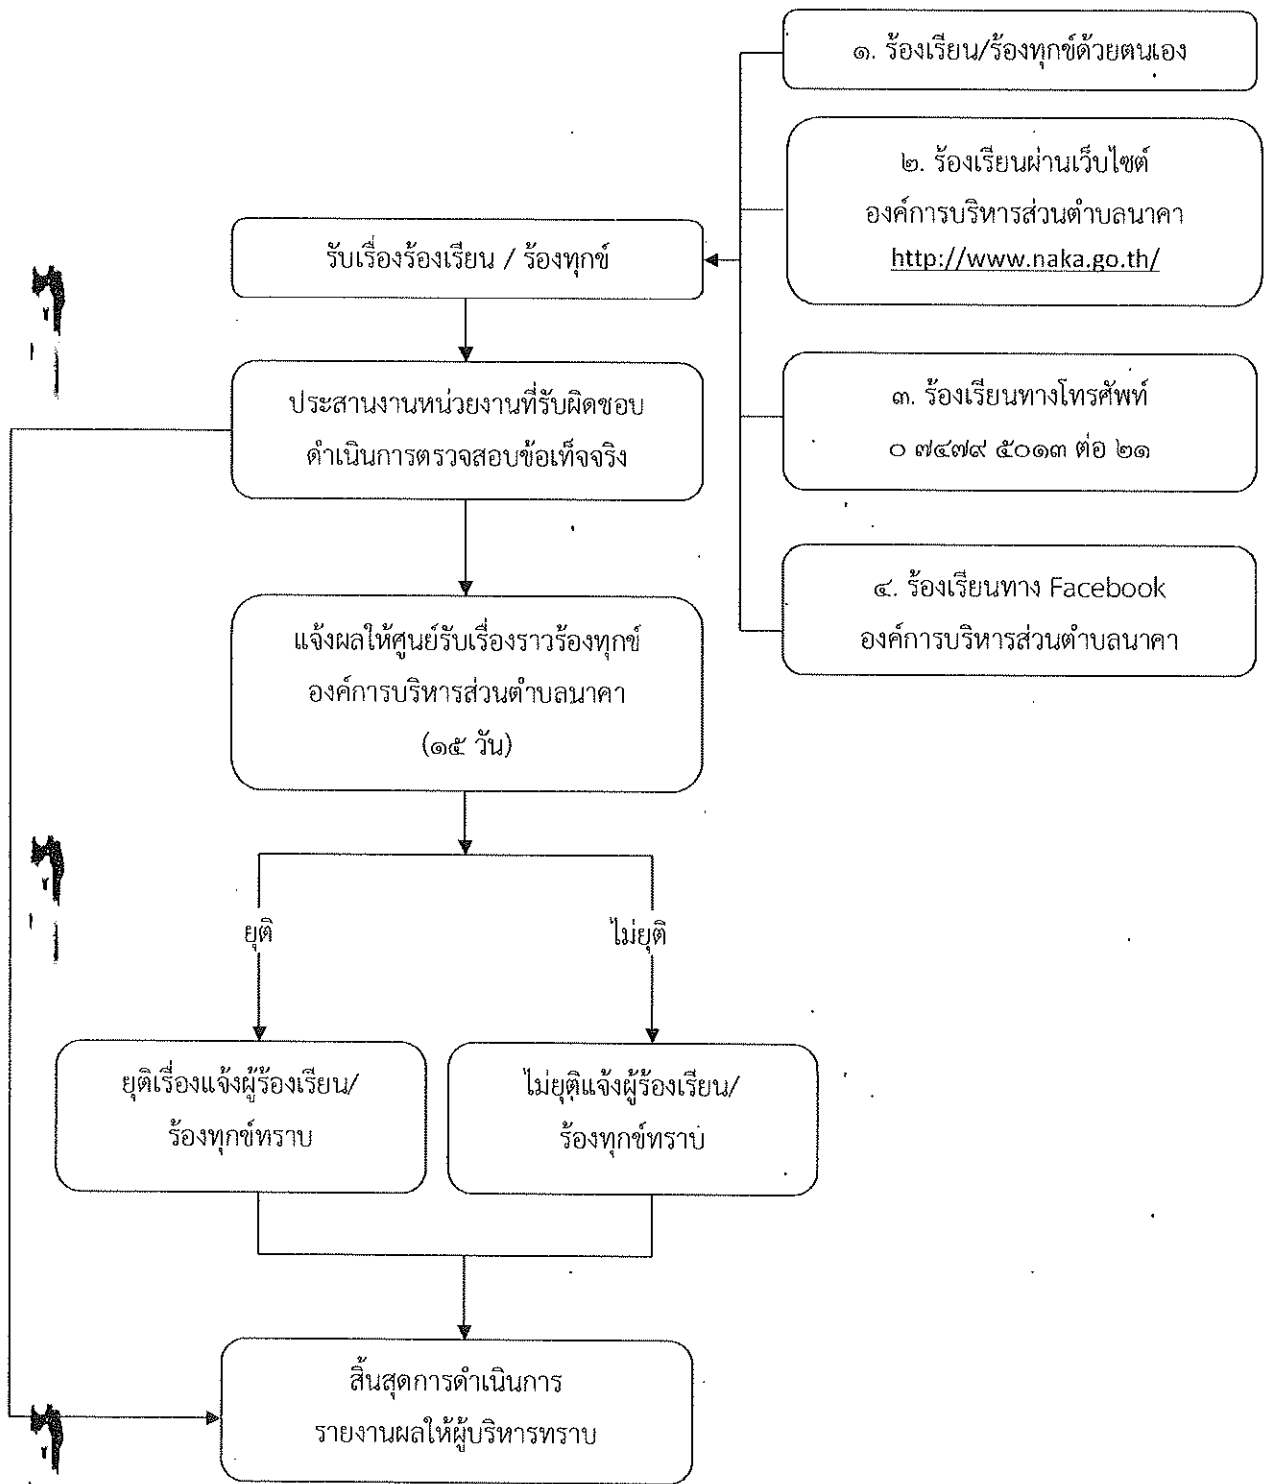 ๑. ร้องเรียน/ร้องทุกข์ด้วยตนเอง
๒. ร้องเรียนผ่านเว็บไซต์
องค์การบริหารส่วนตำบลนาคา
http://www.naka.go.th/
๓. ร้องเรียนทางโทรศัพท์
๐ ๗๔๗๙ ๕๐๑๓ ต่อ ๒๑
๔. ร้องเรียนทาง Facebook
องค์การบริหารส่วนตำบลนาคา
รับเรื่องร้องเรียน / ร้องทุกข์
ประสานงานหน่วยงานที่รับผิดชอบ
ดำเนินการตรวจสอบข้อเท็จจริง
แจ้งผลให้ศูนย์รับเรื่องราวร้องทุกข์
องค์การบริหารส่วนตำบลนาคา
(๑๕ วัน)
ยุติ
ไม่ยุติ
ยุติเรื่องแจ้งผู้ร้องเรียน/
ร้องทุกข์ทราบ
ไม่ยุติแจ้งผู้ร้องเรียน/
ร้องทุกข์ทราบ
สิ้นสุดการดำเนินการ
รายงานผลให้ผู้บริหารทราบ